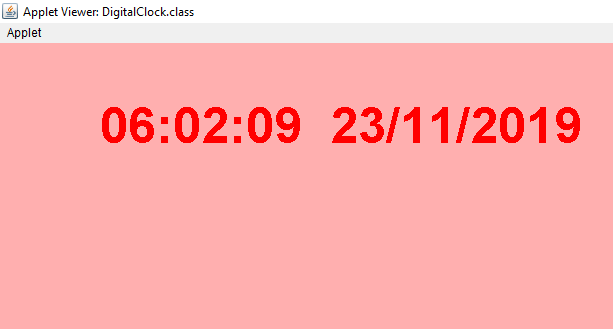 Applet Viewer: DigitalClock.class
Applet
06:02:09 23/11/2019